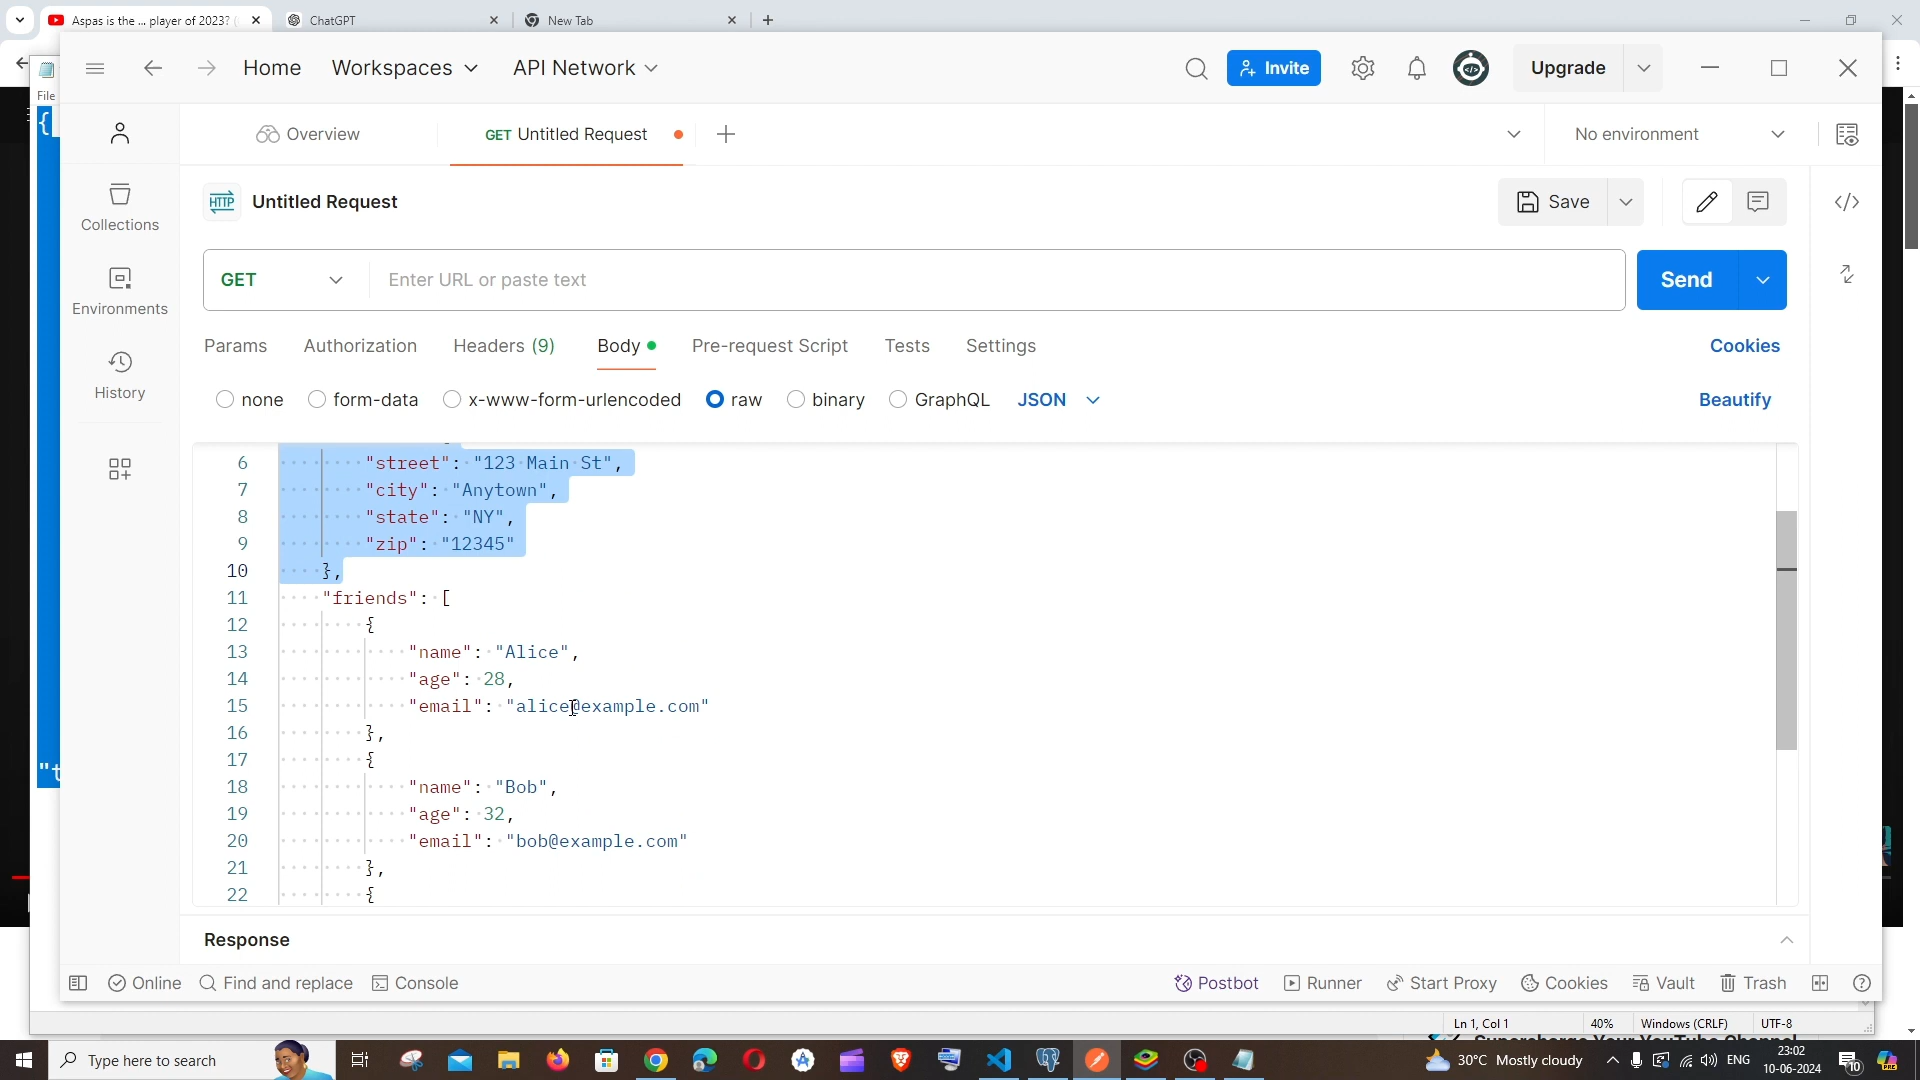 Aspas is the ... player of 2023?
ChatGPT
New Tab
Home
Workspaces
API Network
Invite
Upgrade
File
{
Overview
GET Untitled Request
No environment
HTTP
Untitled Request
Save
Collections
GET
Enter URL or paste text
Send
Environments
Params
Authorization
Headers (9)
Body
Pre-request Script
Tests
Settings
Cookies
History
none
form-data
x-www-form-urlencoded
raw
binary
GraphQL
JSON
Beautify
6 "street": "123 Main St",
7 "city": "Anytown",
8 "state": "NY",
9 "zip": "12345"
10 },
11 "friends": [
12 {
13 "name": "Alice",
14 "age": 28,
15 "email": "alice@example.com"
16 },
17 {
18 "name": "Bob",
19 "age": 32,
20 "email": "bob@example.com"
21 },
22 {
"t
Response
Online
Find and replace
Console
Postbot
Runner
Start Proxy
Cookies
Vault
Trash
Ln 1, Col 1
40%
Windows (CRLF)
UTF-8
Type here to search
30°C Mostly cloudy
ENG
23:02
10-06-2024
10